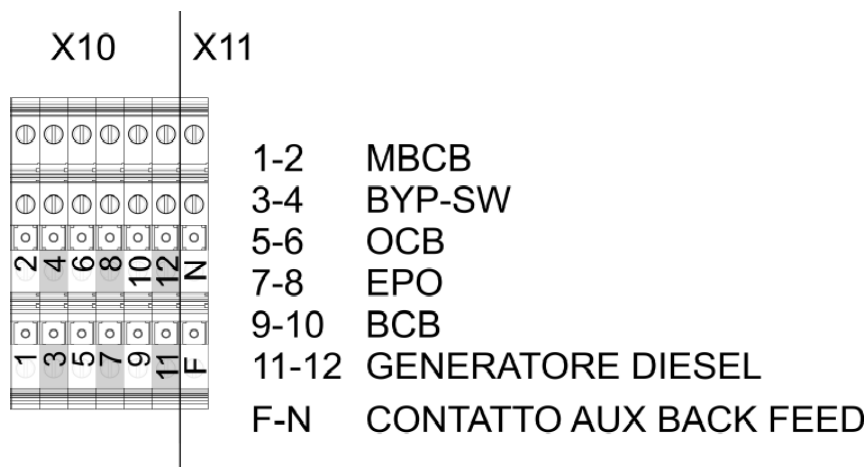 X10 X11
2 4 6 8 10 12 N
1 3 5 7 9 11 F
1-2 MBCB
3-4 BYP-SW
5-6 OCB
7-8 EPO
9-10 BCB
11-12 GENERATORE DIESEL
F-N CONTATTO AUX BACK FEED